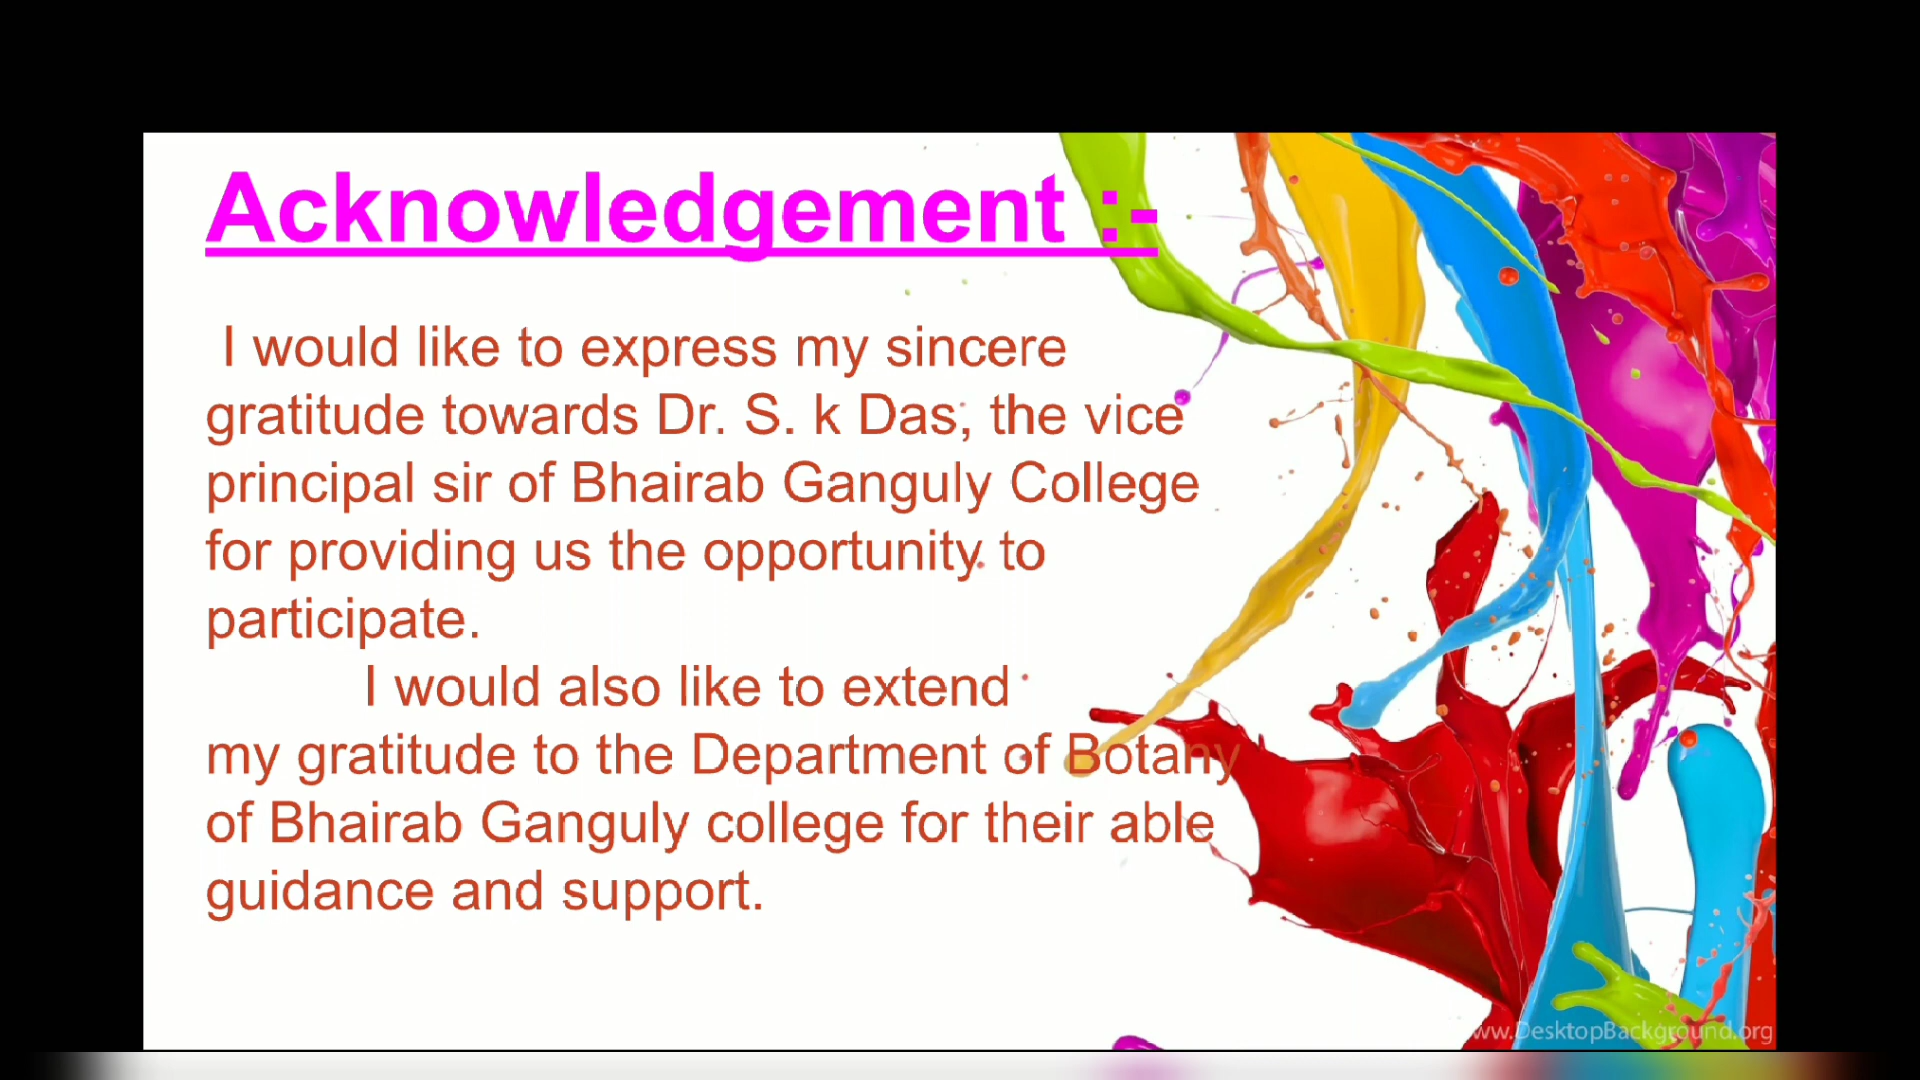 Acknowledgement :-
I would like to express my sincere
gratitude towards Dr. S. k Das, the vice
principal sir of Bhairab Ganguly College
for providing us the opportunity to
participate.
I would also like to extend
my gratitude to the Department of Botany
of Bhairab Ganguly college for their able
guidance and support.
www.DesktopBackground.org